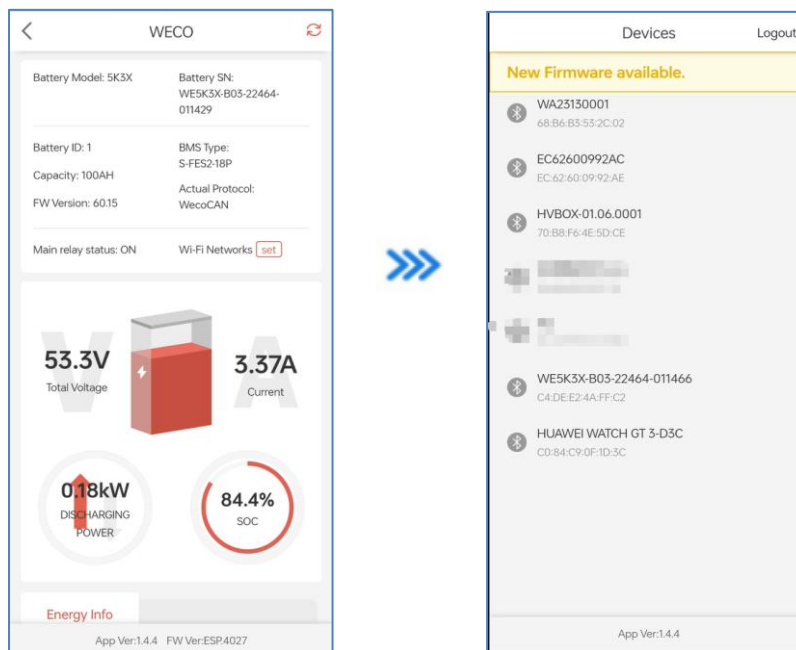 WECO
Battery Model: 5K3X
Battery SN:
WE5K3X-B03-22464-
011429
Battery ID: 1
Capacity: 100AH
FW Version: 60.15
BMS Type:
S-FES2-18P
Actual Protocol:
WecoCAN
Main relay status: ON
Wi-Fi Networks set
V
A
53.3V
Total Voltage
3.37A
Current
0.18kW
DISCHARGING
POWER
84.4%
SOC
Energy Info
App Ver:1.4.4 FW Ver:ESP.4027
Devices
Logout
New Firmware available.
WA23130001
68:B6:B3:53:2C:02
EC62600992AC
EC:62:60:09:92:AE
HVBOX-01.06.0001
70:B8:F6:4E:5D:CE
WE5K3X-B03-22464-011466
C4:DE:E2:4A:FF:C2
HUAWEI WATCH GT 3-D3C
C0:84:C9:0F:1D:3C
App Ver:1.4.4